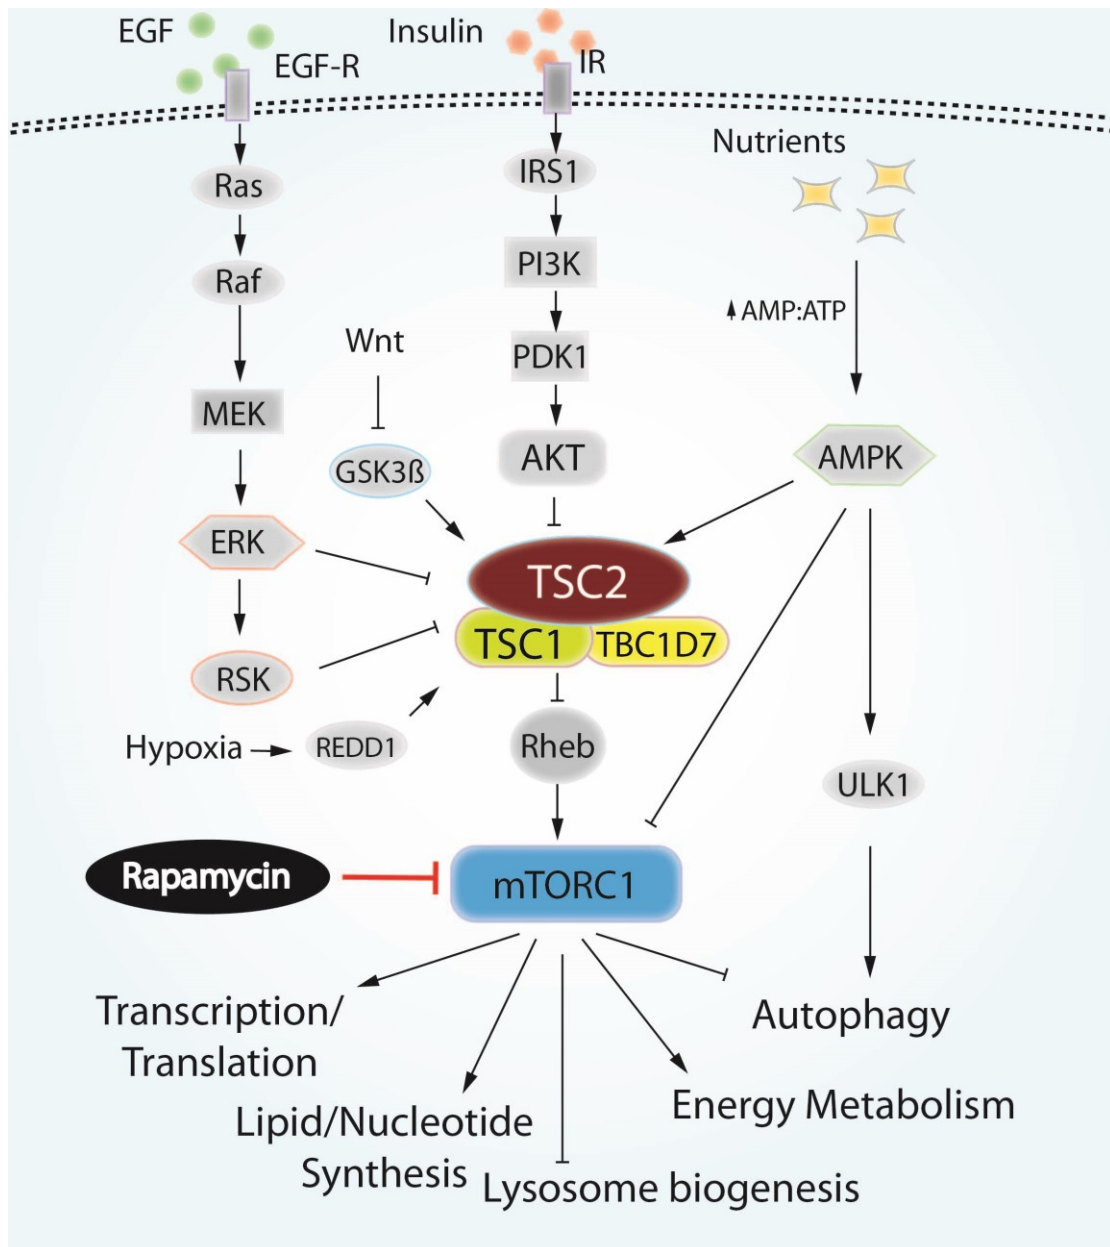 EGF
Insulin
EGF-R
IR
Nutrients
Ras
IRS1
Raf
PI3K
AMP:ATP
Wnt
PDK1
MEK
GSK3ß
AKT
AMPK
ERK
TSC2
TSC1
TBC1D7
RSK
Hypoxia
REDD1
Rheb
ULK1
Rapamycin
mTORC1
Transcription/
Translation
Autophagy
Lipid/Nucleotide
Synthesis
Energy Metabolism
Lysosome biogenesis